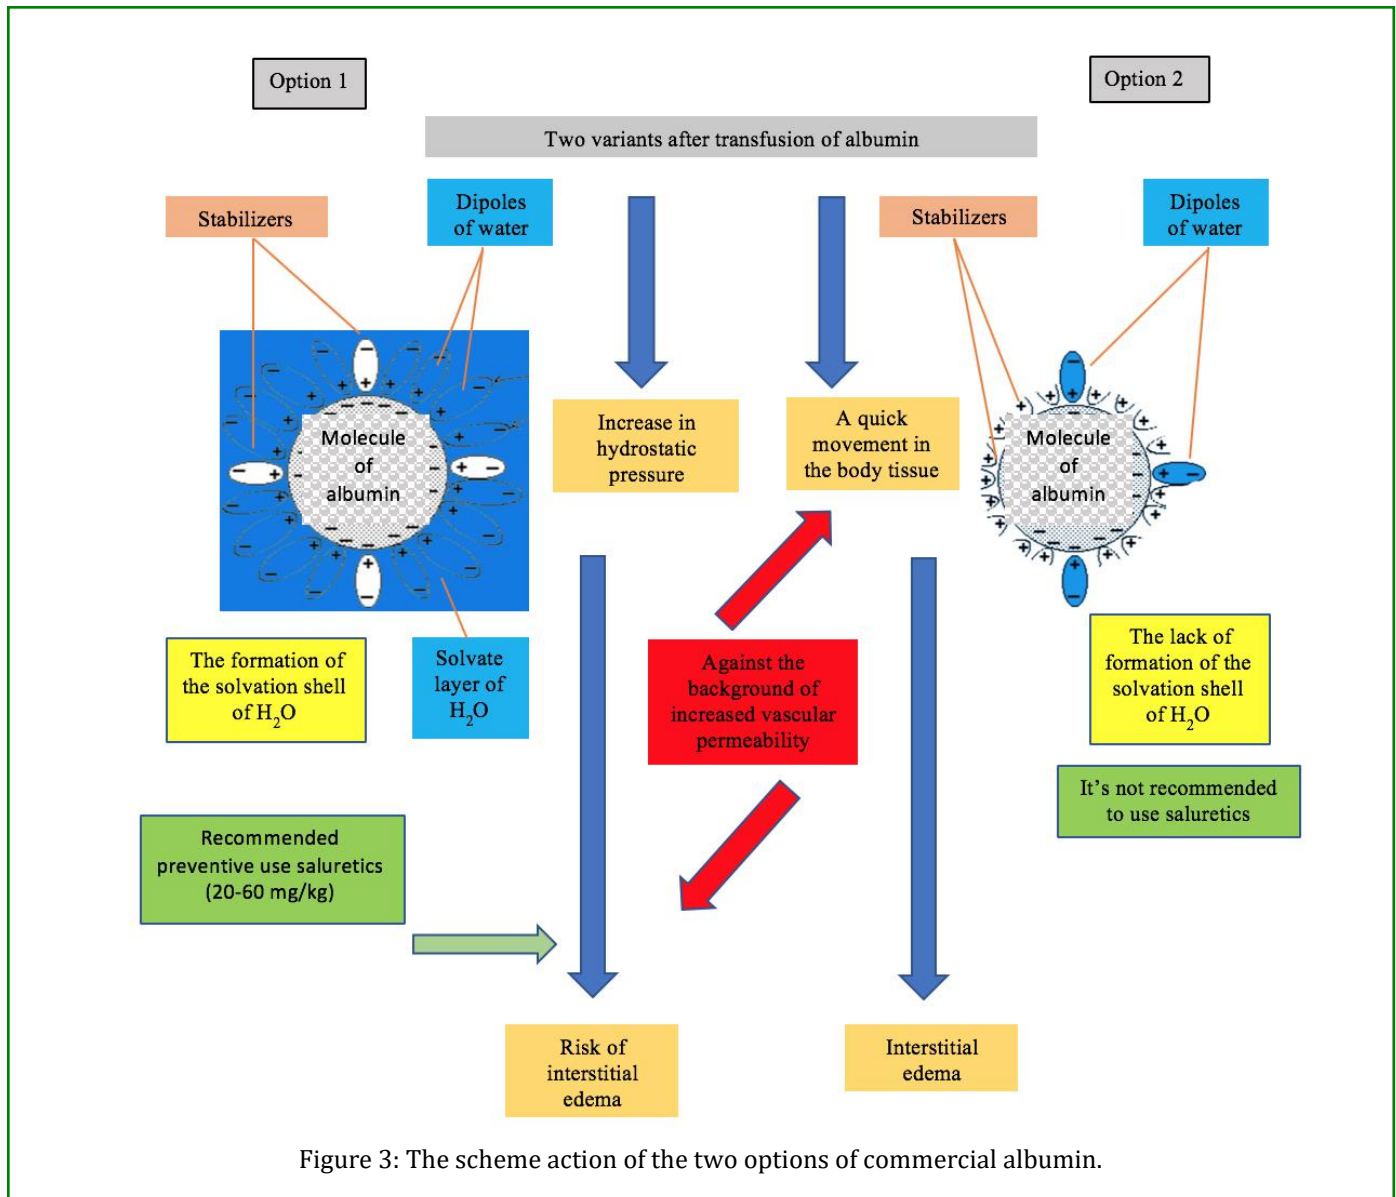 Option 1
Option 2
Two variants after transfusion of albumin
Stabilizers
Dipoles
of water
Stabilizers
Dipoles
of water
Molecule
of
albumin
Increase in
hydrostatic
pressure
A quick
movement in
the body tissue
Molecule
of
albumin
The formation of
the solvation shell
of H₂O
Solvate
layer of
H₂O
Against the
background of
increased vascular
permeability
The lack of
formation of the
solvation shell
of H₂O
It’s not recommended
to use saluretics
Recommended
preventive use saluretics
(20-60 mg/kg)
Risk of
interstitial
edema
Interstitial
edema
Figure 3: The scheme action of the two options of commercial albumin.